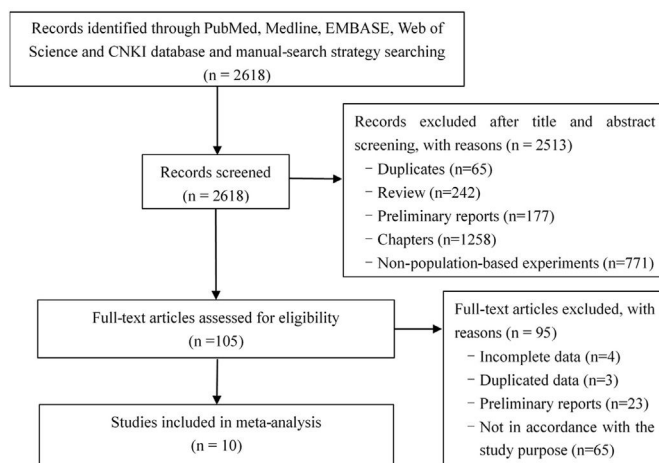 Records identified through PubMed, Medline, EMBASE, Web of
Science and CNKI database and manual-search strategy searching
(n = 2618)
Records excluded after title and abstract
screening, with reasons (n = 2513)
− Duplicates (n=65)
− Review (n=242)
− Preliminary reports (n=177)
− Chapters (n=1258)
− Non-population-based experiments (n=771)
Records screened
(n = 2618)
Full-text articles assessed for eligibility
(n =105)
Full-text articles excluded, with
reasons (n = 95)
− Incomplete data (n=4)
− Duplicated data (n=3)
− Preliminary reports (n=23)
− Not in accordance with the
study purpose (n=65)
Studies included in meta-analysis
(n = 10)